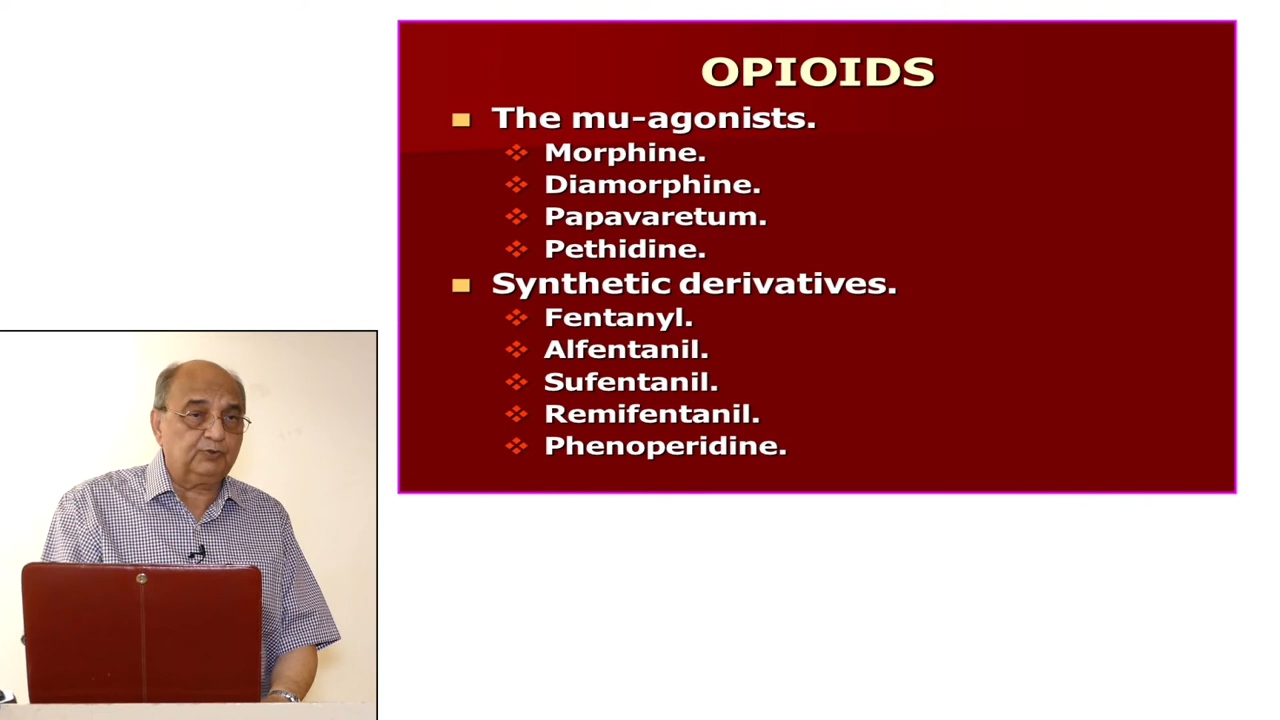 OPIOIDS
The mu-agonists.
Morphine.
Diamorphine.
Papavaretum.
Pethidine.
Synthetic derivatives.
Fentanyl.
Alfentanil.
Sufentanil.
Remifentanil.
Phenoperidine.